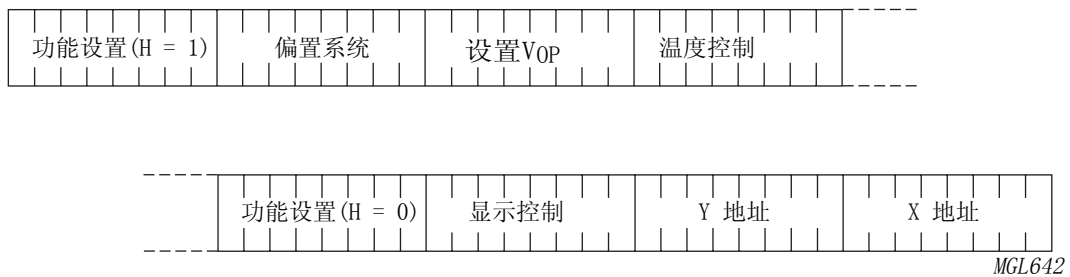 功能设置(H = 1) 偏置系统 设置VOP 温度控制
功能设置(H = 0) 显示控制 Y 地址 X 地址
MGL642